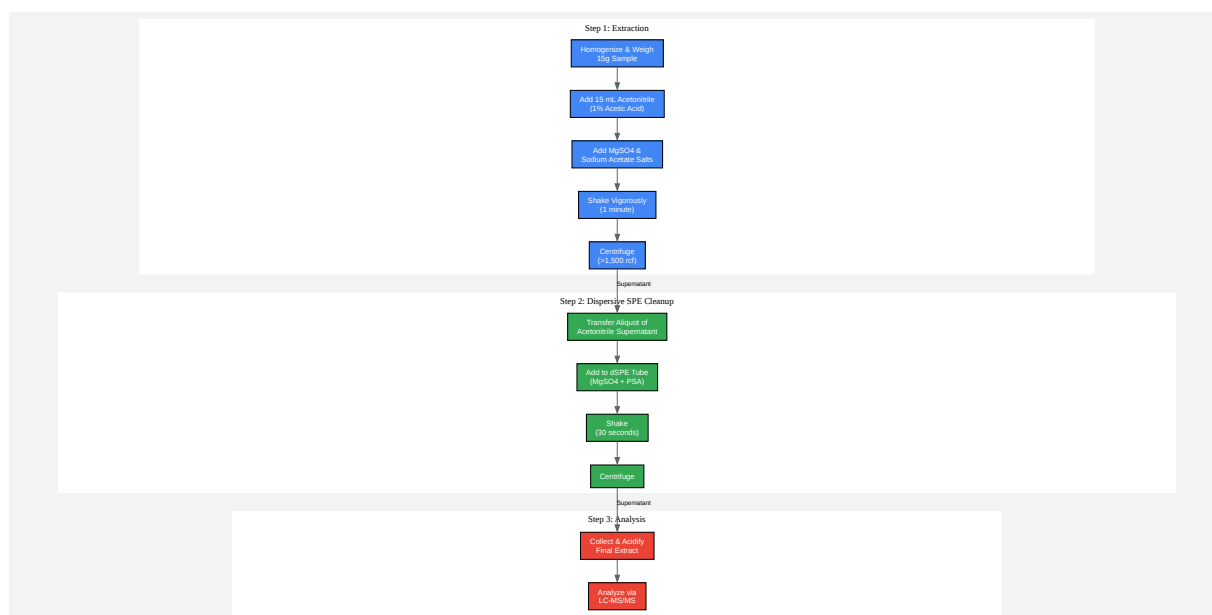 Step 1: Extraction
Homogenize & Weigh
15g Sample
Add 15 mL Acetonitrile
(1% Acetic Acid)
Add MgSO4 &
Sodium Acetate Salts
Shake Vigorously
(1 minute)
Centrifuge
(>1,500 rcf)
Supernatant
Step 2: Dispersive SPE Cleanup
Transfer Aliquot of
Acetonitrile Supernatant
Add to dSPE Tube
(MgSO4 + PSA)
Shake
(30 seconds)
Centrifuge
Supernatant
Step 3: Analysis
Collect & Acidify
Final Extract
Analyze via
LC-MS/MS